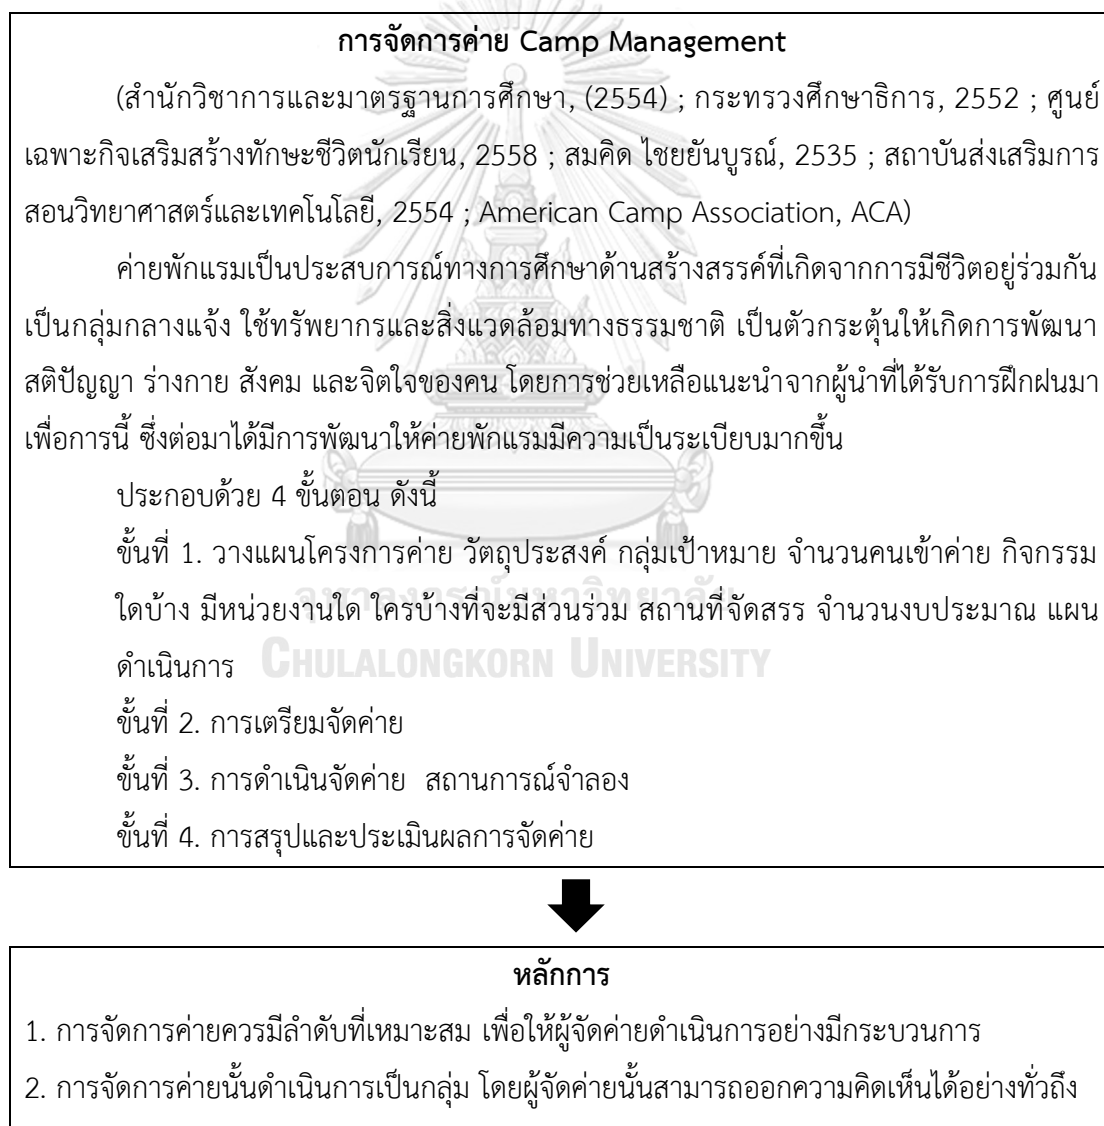 การจัดการค่าย Camp Management
(สำนักวิชาการและมาตรฐานการศึกษา, (2554) ; กระทรวงศึกษาธิการ, 2552 ; ศูนย์
เฉพาะกิจเสริมสร้างทักษะชีวิตนักเรียน, 2558 ; สมคิด ไชยยันบูรณ์, 2535 ; สถาบันส่งเสริมการ
สอนวิทยาศาสตร์และเทคโนโลยี, 2554 ; American Camp Association, ACA)
ค่ายพักแรมเป็นประสบการณ์ทางการศึกษาด้านสร้างสรรค์ที่เกิดจากการมีชีวิตอยู่ร่วมกัน
เป็นกลุ่มกลางแจ้ง ใช้ทรัพยากรและสิ่งแวดล้อมทางธรรมชาติ เป็นตัวกระตุ้นให้เกิดการพัฒนา
สติปัญญา ร่างกาย สังคม และจิตใจของคน โดยการช่วยเหลือแนะนำจากผู้นำที่ได้รับการฝึกฝนมา
เพื่อการนี้ ซึ่งต่อมาได้มีการพัฒนาให้ค่ายพักแรมมีความเป็นระเบียบมากขึ้น
ประกอบด้วย 4 ขั้นตอน ดังนี้
ขั้นที่ 1. วางแผนโครงการค่าย วัตถุประสงค์ กลุ่มเป้าหมาย จำนวนคนเข้าค่าย กิจกรรม
จุฬาลงกรณ์มหาวิทยาลัย
ใดบ้าง มีหน่วยงานใด ใครบ้างที่จะมีส่วนร่วม สถานที่จัดสรร จำนวนงบประมาณ แผน
ดำเนินการ
CHULALONGKORN UNIVERSITY
ขั้นที่ 2. การเตรียมจัดค่าย
ขั้นที่ 3. การดำเนินจัดค่าย สถานการณ์จำลอง
ขั้นที่ 4. การสรุปและประเมินผลการจัดค่าย
หลักการ
1. การจัดการค่ายควรมีลำดับที่เหมาะสม เพื่อให้ผู้จัดค่ายดำเนินการอย่างมีกระบวนการ
2. การจัดการค่ายนั้นดำเนินการเป็นกลุ่ม โดยผู้จัดค่ายนั้นสามารถออกความคิดเห็นได้อย่างทั่วถึง